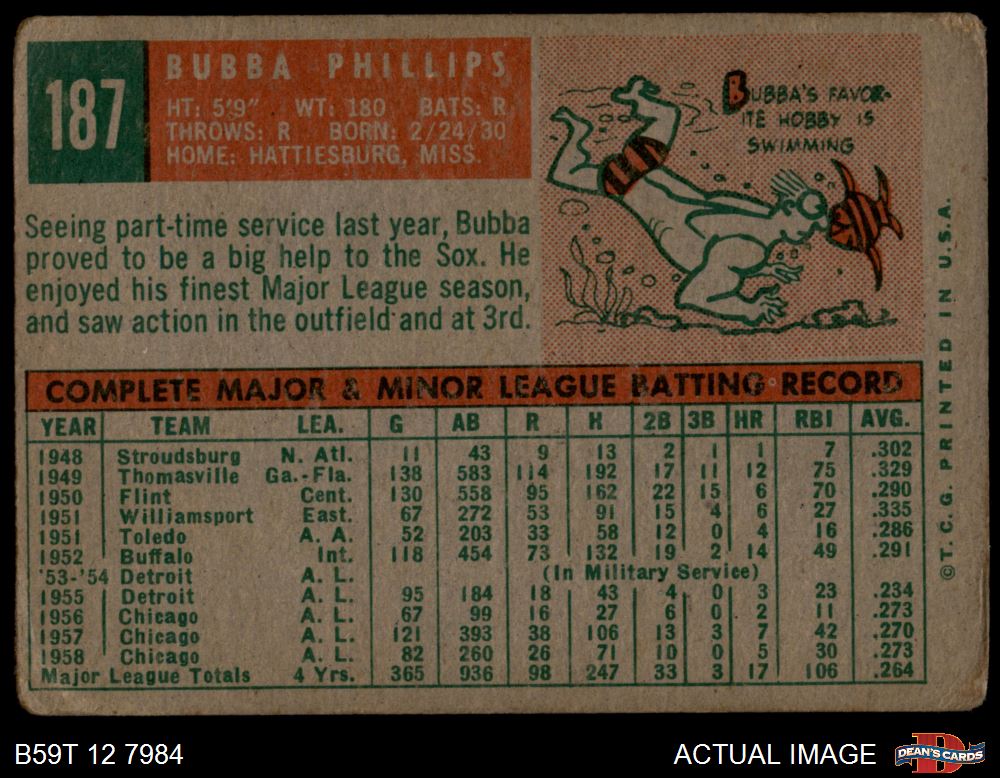 187
BUBBA PHILLIPS
HT: 5'9" WT: 180 BATS: R
THROWS: R BORN: 2/24/30
HOME: HATTIESBURG, MISS.
BUBBA'S FAVOR-
ITE HOBBY IS
SWIMMING
Seeing part-time service last year, Bubba
proved to be a big help to the Sox. He
enjoyed his finest Major League season,
and saw action in the outfield and at 3rd.
COMPLETE MAJOR & MINOR LEAGUE BATTING RECORD
YEAR TEAM LEA. G AB R H 2B 3B HR RBI AVG.
1948 Stroudsburg N. Atl. 11 43 9 13 2 1 1 7 .302
1949 Thomasville Ga.-Fla. 138 583 114 192 17 11 12 75 .329
1950 Flint Cent. 130 558 95 162 22 15 6 70 .290
1951 Williamsport East. 67 272 53 91 15 4 6 27 .335
1951 Toledo A. A. 52 203 33 58 12 0 4 16 .286
1952 Buffalo Int. 118 454 73 132 19 2 14 49 .291
'53-'54 Detroit A. L. (In Military Service)
1955 Detroit A. L. 95 184 18 43 4 0 3 23 .234
1956 Chicago A. L. 67 99 16 27 6 0 2 11 .273
1957 Chicago A. L. 121 393 38 106 13 3 7 42 .270
1958 Chicago A. L. 82 260 26 71 10 0 5 30 .273
Major League Totals 4 Yrs. 365 936 98 247 33 3 17 106 .264
©T. C. G. PRINTED IN U.S.A.
B59T 12 7984
ACTUAL IMAGE
DEAN'S CARDS